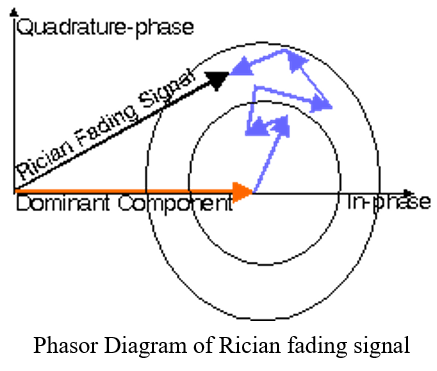 Quadrature-phase
Rician Fading Signal
Dominant Component
In-phase
Phasor Diagram of Rician fading signal